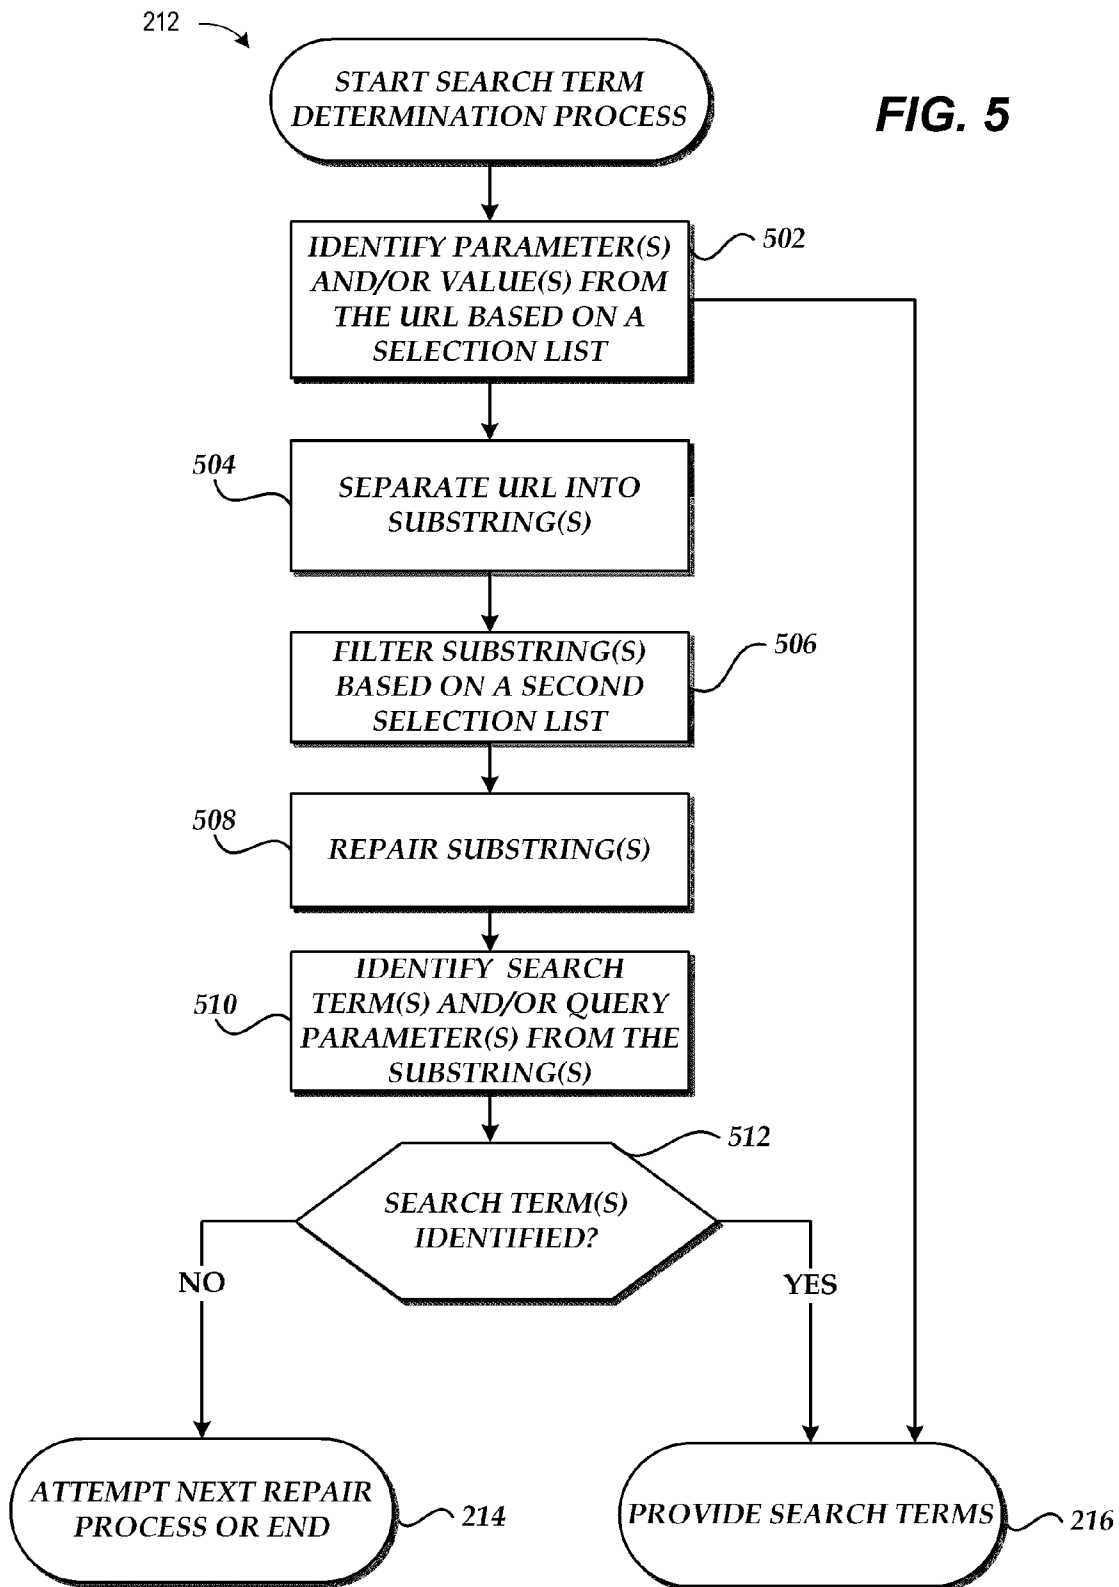 212
START SEARCH TERM
DETERMINATION PROCESS
FIG. 5
IDENTIFY PARAMETER(S)
AND/OR VALUE(S) FROM
THE URL BASED ON A
SELECTION LIST
502
504
SEPARATE URL INTO
SUBSTRING(S)
FILTER SUBSTRING(S)
BASED ON A SECOND
SELECTION LIST
506
508
REPAIR SUBSTRING(S)
510
IDENTIFY SEARCH
TERM(S) AND/OR QUERY
PARAMETER(S) FROM THE
SUBSTRING(S)
512
SEARCH TERM(S)
IDENTIFIED?
NO
YES
ATTEMPT NEXT REPAIR
PROCESS OR END
214
PROVIDE SEARCH TERMS
216